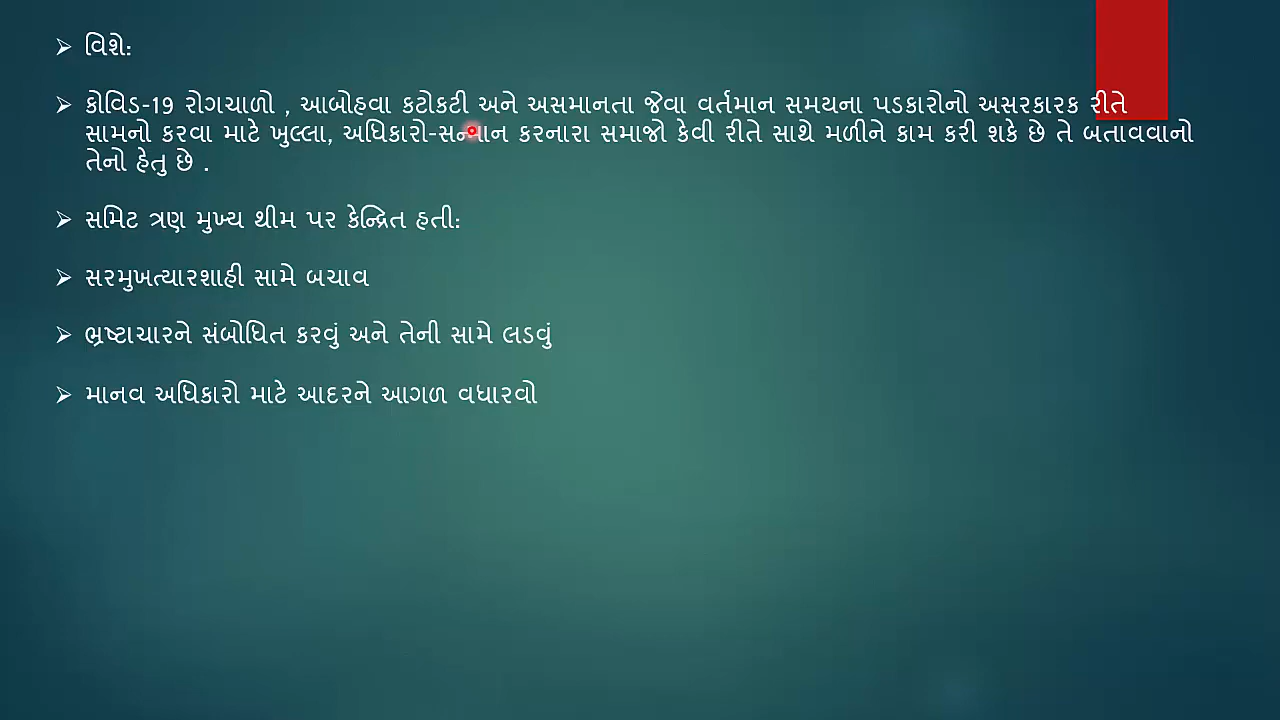 ➢ વિશે:
➢ કોવિડ-19 રોગચાળો , આબોહવા કટોકટી અને અસમાનતા જેવા વર્તમાન સમયના પડકારોનો અસરકારક રીતે
સામનો કરવા માટે ખુલ્લા, અધિકારો-સન્માન કરનારા સમાજો કેવી રીતે સાથે મળીને કામ કરી શકે છે તે બતાવવાનો
તેનો હેતુ છે .
➢ સમિટ ત્રણ મુખ્ય થીમ પર કેન્દ્રિત હતી:
➢ સરમુખત્યારશાહી સામે બચાવ
➢ ભ્રષ્ટાચારને સંબોધિત કરવું અને તેની સામે લડવું
➢ માનવ અધિકારો માટે આદરને આગળ વધારવો